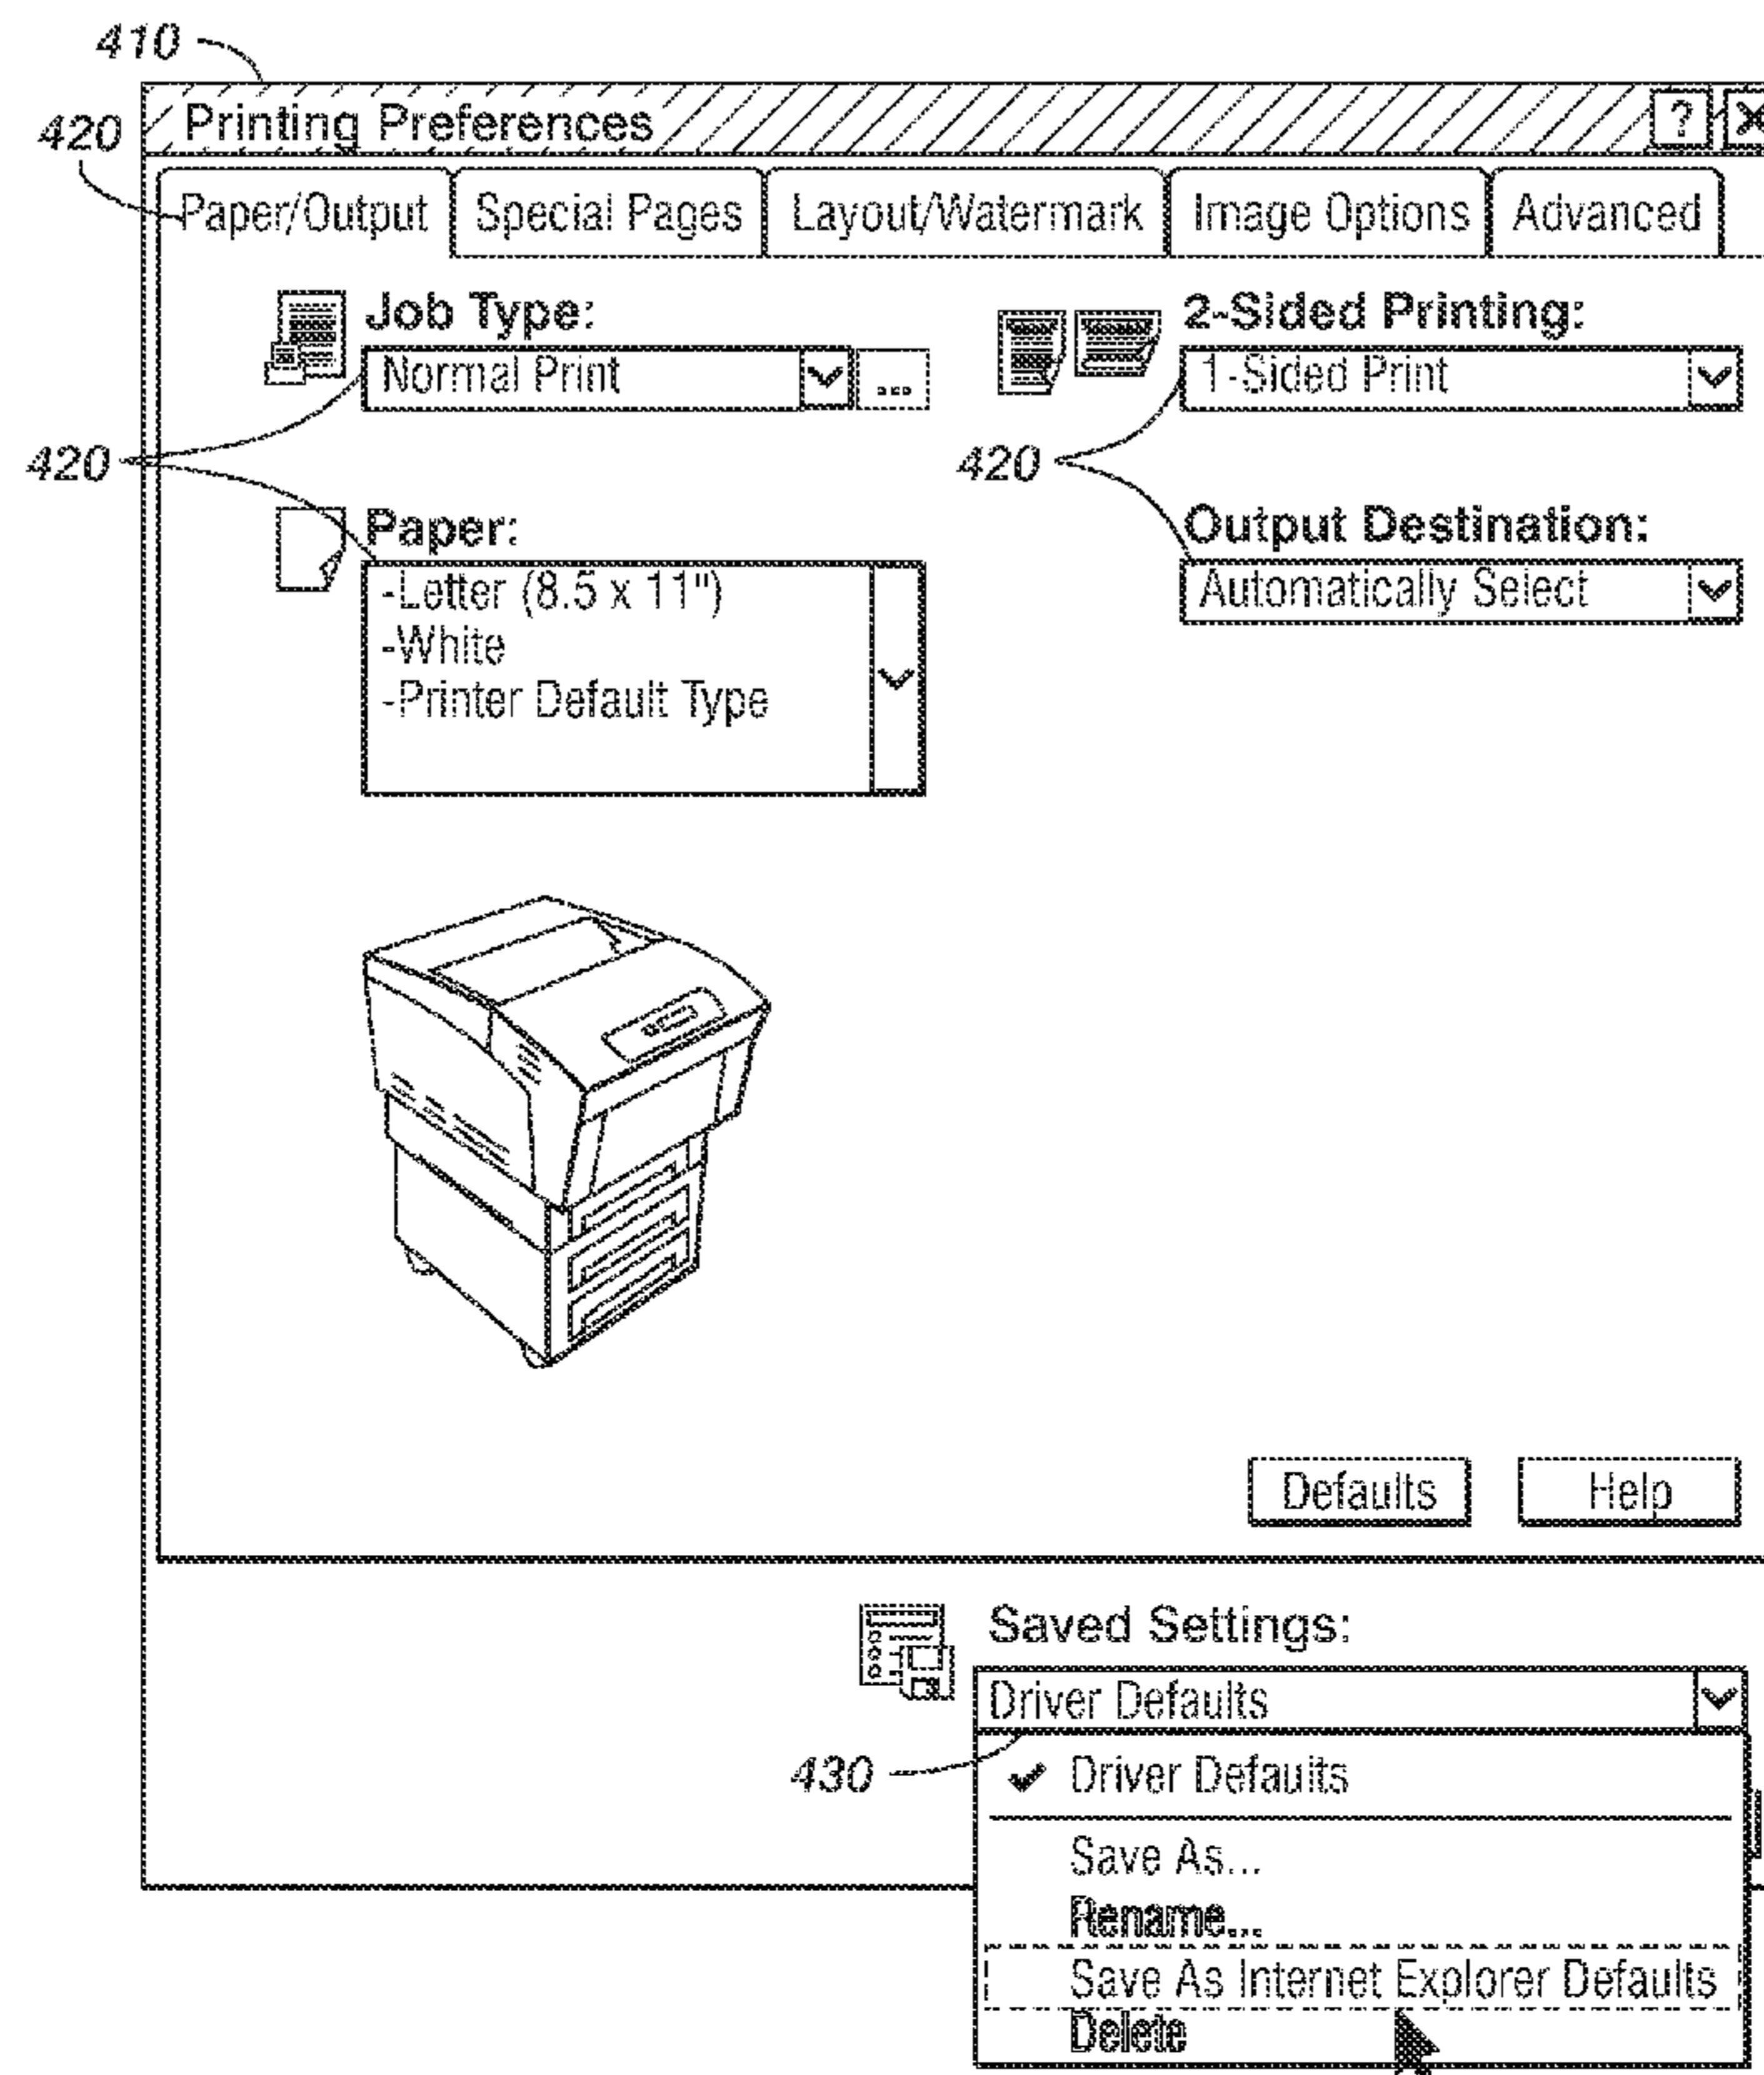 410
420
Printing Preferences ? X
Paper/Output Special Pages Layout/Watermark Image Options Advanced
Job Type:
Normal Print ...
2-Sided Printing:
1-Sided Print
420
420
Paper:
-Letter (8.5 x 11")
-White
-Printer Default Type
Output Destination:
Automatically Select
Defaults Help
Saved Settings:
Driver Defaults
430
Driver Defaults
Save As...
Rename...
Save As Internet Explorer Defaults
Delete